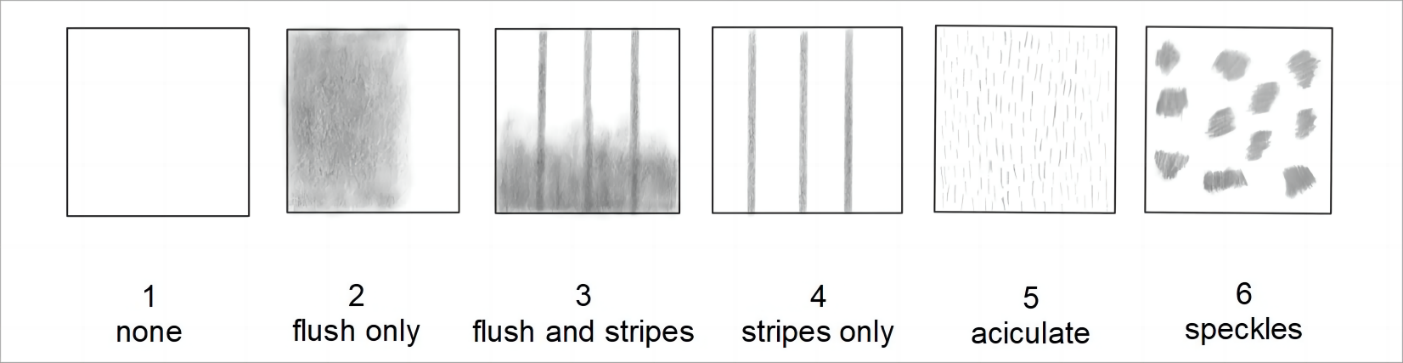 1
none
2
flush only
3
flush and stripes
4
stripes only
5
aciculate
6
speckles